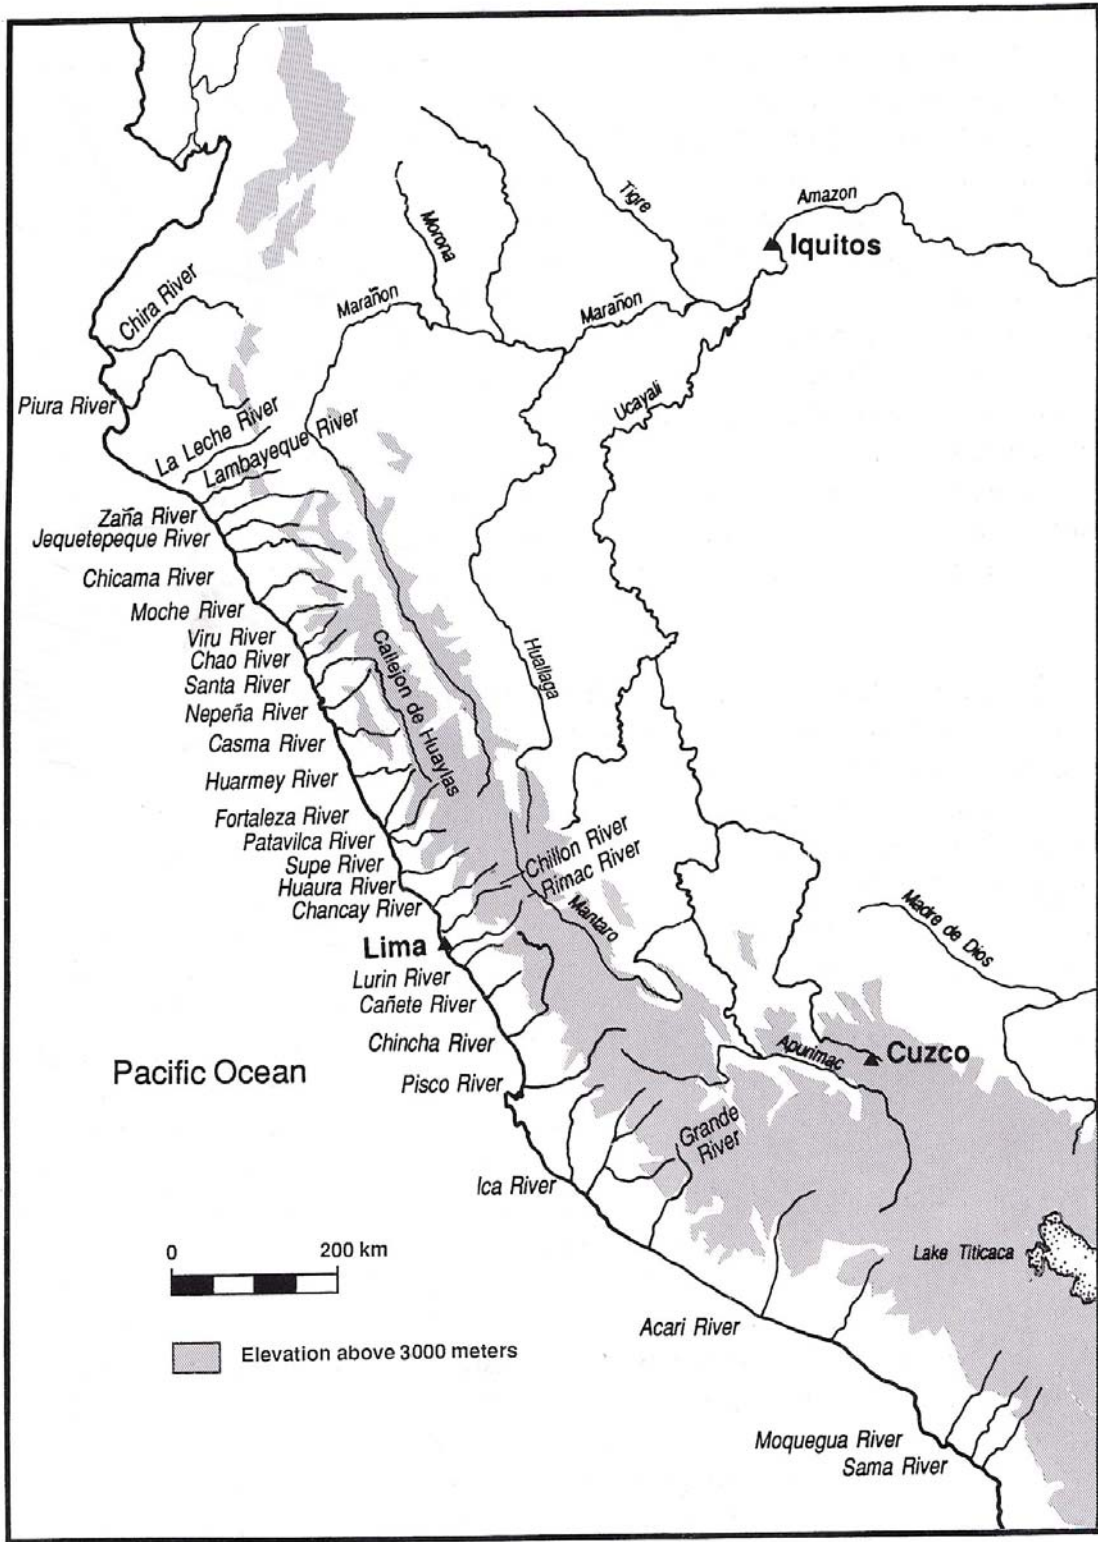 Tigre
Amazon
Iquitos
Morona
Chira River
Marañon
Marañon
Ucayali
Piura River
La Leche River
Lambayeque River
Zaña River
Jequetepeque River
Chicama River
Moche River
Viru River
Chao River
Santa River
Nepeña River
Casma River
Huarmey River
Fortaleza River
Patavilca River
Supe River
Huaura River
Chancay River
Callejon de Huaylas
Huallaga
Chillon River
Rimac River
Mantaro
Madre de Dios
Lima
Lurin River
Cañete River
Chincha River
Pisco River
Pacific Ocean
Apurimac
Cuzco
Grande
River
Ica River
0 200 km
Lake Titicaca
Elevation above 3000 meters
Acari River
Moquegua River
Sama River